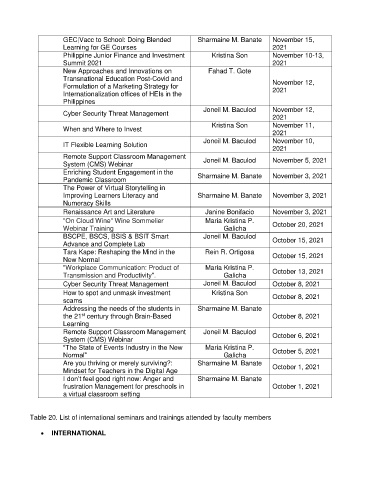 GEC|Vacc to School: Doing Blended Learning for GE Courses Sharmaine M. Banate November 15, 2021
Philippine Junior Finance and Investment Summit 2021 Kristina Son November 10-13, 2021
New Approaches and Innovations on Transnational Education Post-Covid and Formulation of a Marketing Strategy for Internationalization offices of HEIs in the Philippines Fahad T. Gote November 12, 2021
Cyber Security Threat Management Joneil M. Baculod November 12, 2021
When and Where to Invest Kristina Son November 11, 2021
IT Flexible Learning Solution Joneil M. Baculod November 10, 2021
Remote Support Classroom Management System (CMS) Webinar Joneil M. Baculod November 5, 2021
Enriching Student Engagement in the Pandemic Classroom Sharmaine M. Banate November 3, 2021
The Power of Virtual Storytelling in Improving Learners Literacy and Numeracy Skills Sharmaine M. Banate November 3, 2021
Renaissance Art and Literature Janine Bonifacio November 3, 2021
"On Cloud Wine" Wine Sommelier Webinar Training Maria Kristina P. Galicha October 20, 2021
BSCPE, BSCS, BSIS & BSIT Smart Advance and Complete Lab Joneil M. Baculod October 15, 2021
Tara Kape: Reshaping the Mind in the New Normal Rein R. Ortigosa October 15, 2021
"Workplace Communication: Product of Transmission and Productivity". Maria Kristina P. Galicha October 13, 2021
Cyber Security Threat Management Joneil M. Baculod October 8, 2021
How to spot and unmask investment scams Kristina Son October 8, 2021
Addressing the needs of the students in the 21st century through Brain-Based Learning Sharmaine M. Banate October 8, 2021
Remote Support Classroom Management System (CMS) Webinar Joneil M. Baculod October 6, 2021
"The State of Events Industry in the New Normal" Maria Kristina P. Galicha October 5, 2021
Are you thriving or merely surviving?: Mindset for Teachers in the Digital Age Sharmaine M. Banate October 1, 2021
I don't feel good right now: Anger and frustration Management for preschools in a virtual classroom setting Sharmaine M. Banate October 1, 2021
Table 20. List of international seminars and trainings attended by faculty members
• INTERNATIONAL